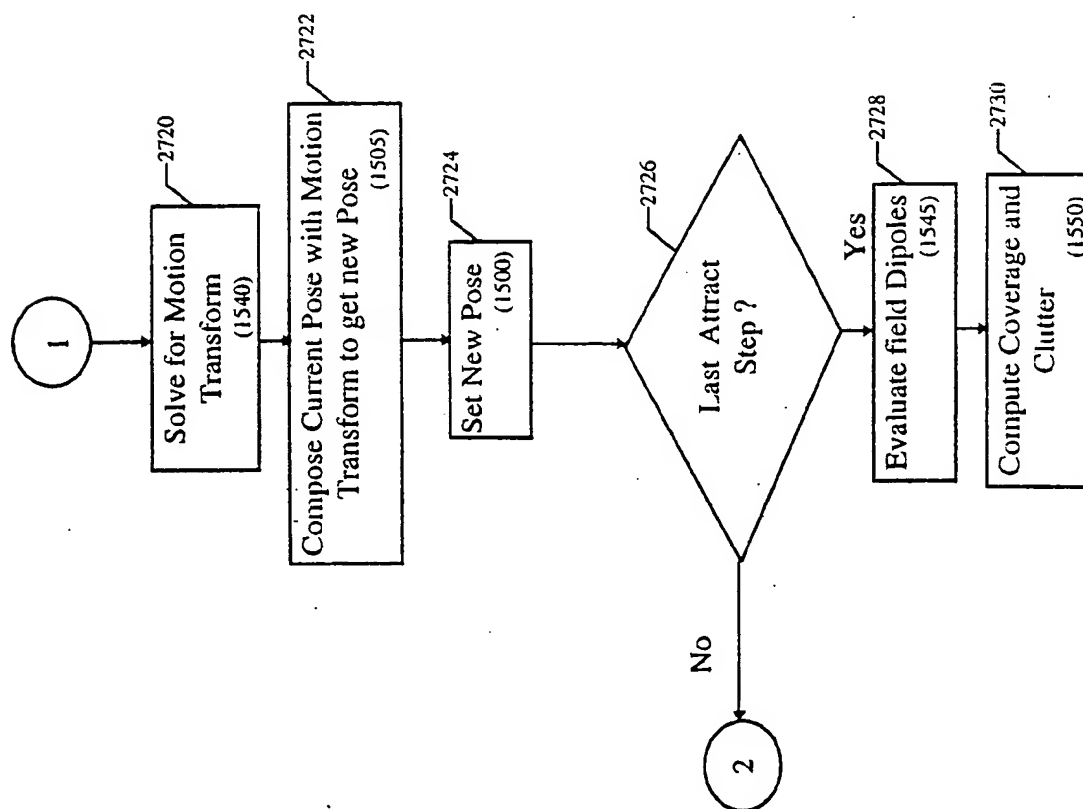 1
2720
Solve for Motion
Transform
(1540)
2722
Compose Current Pose with Motion
Transform to get new Pose
(1505)
2724
Set New Pose
(1500)
2726
Last Attract
Step ?
No
2
Yes
2728
Evaluate field Dipoles
(1545)
2730
Compute Coverage and
Clutter
(1550)